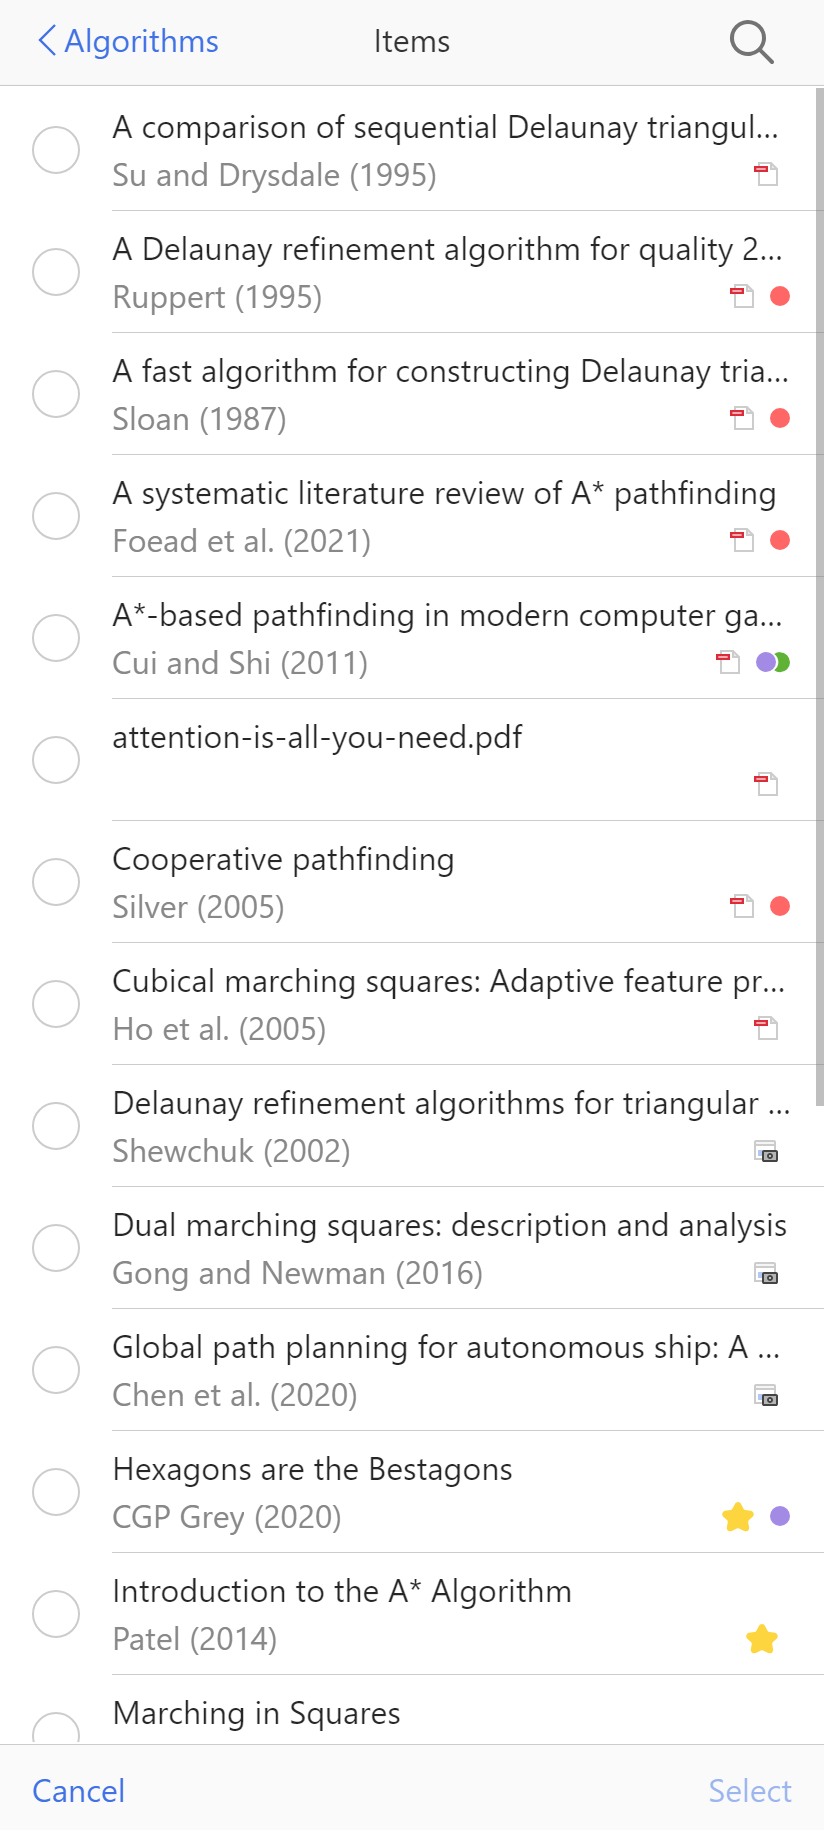 Algorithms
Items
A comparison of sequential Delaunay triangul...
Su and Drysdale (1995)
A Delaunay refinement algorithm for quality 2...
Ruppert (1995)
A fast algorithm for constructing Delaunay tria...
Sloan (1987)
A systematic literature review of A* pathfinding
Foead et al. (2021)
A*-based pathfinding in modern computer ga...
Cui and Shi (2011)
attention-is-all-you-need.pdf
Cooperative pathfinding
Silver (2005)
Cubical marching squares: Adaptive feature pr...
Ho et al. (2005)
Delaunay refinement algorithms for triangular ...
Shewchuk (2002)
Dual marching squares: description and analysis
Gong and Newman (2016)
Global path planning for autonomous ship: A ...
Chen et al. (2020)
Hexagons are the Bestagons
CGP Grey (2020)
Introduction to the A* Algorithm
Patel (2014)
Marching in Squares
Cancel
Select